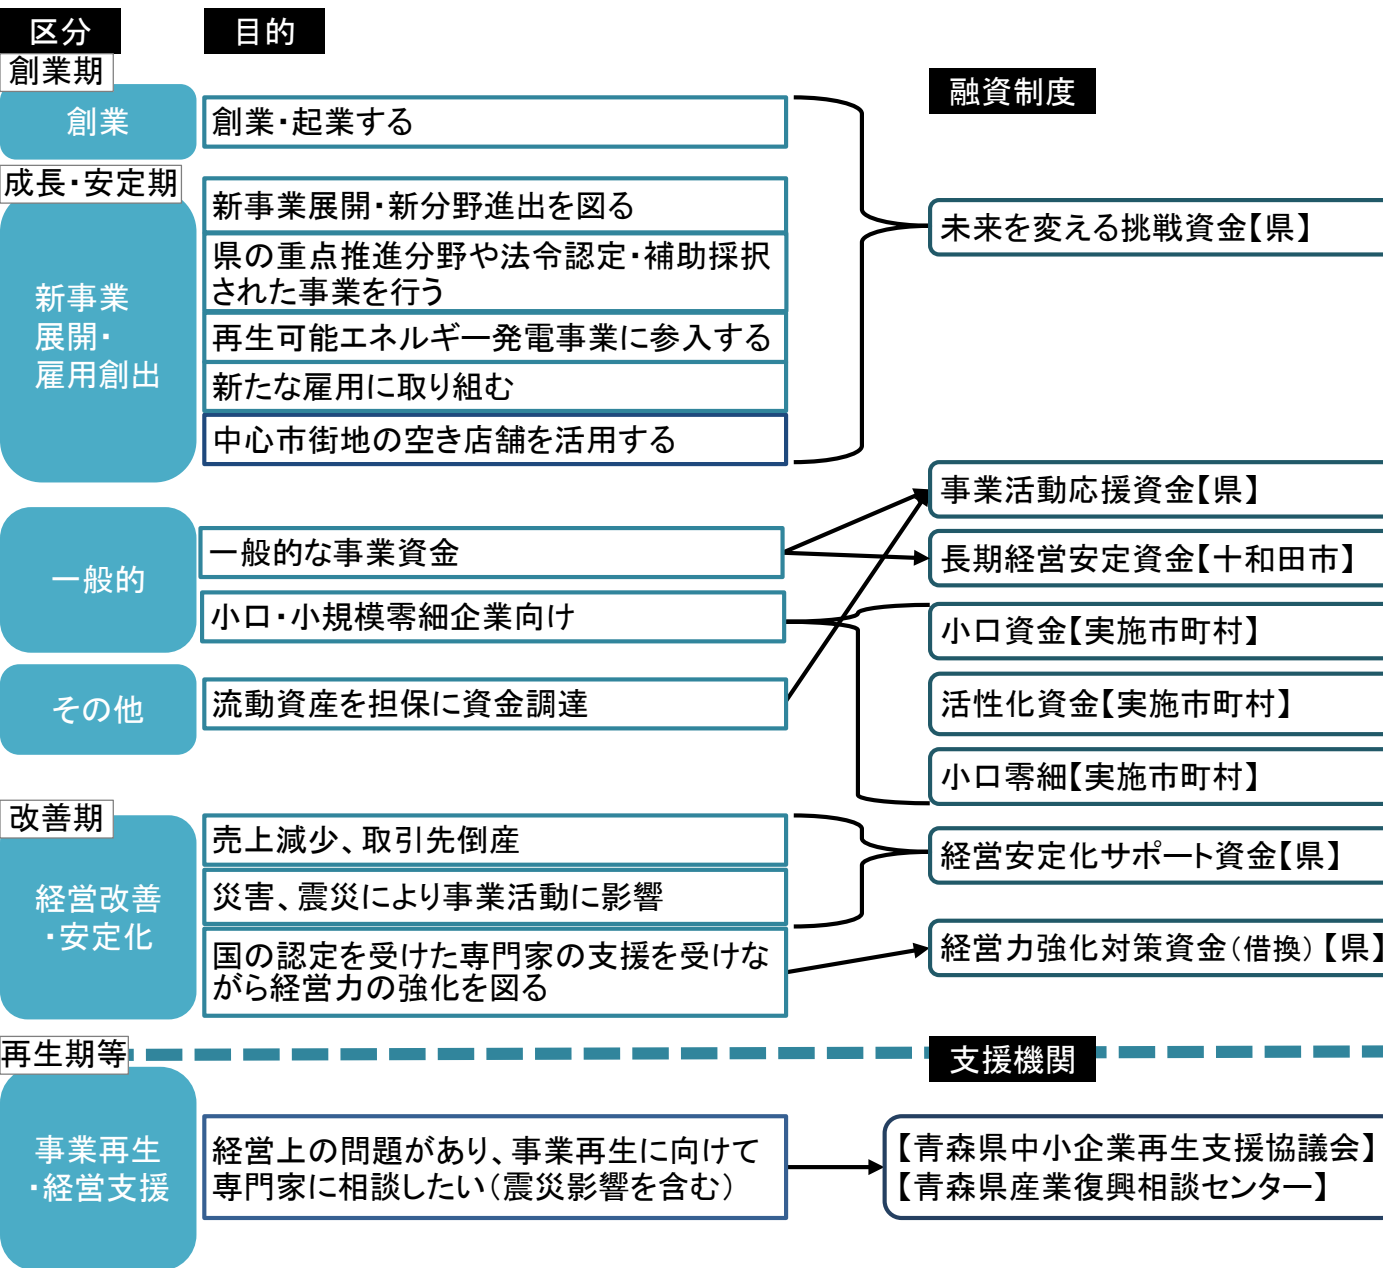 区分
目的
創業期
融資制度
創業
創業・起業する
成長・安定期
新事業
展開・
雇用創出
新事業展開・新分野進出を図る
県の重点推進分野や法令認定・補助採択
された事業を行う
再生可能エネルギー発電事業に参入する
新たな雇用に取り組む
中心市街地の空き店舗を活用する
未来を変える挑戦資金【県】
一般的
一般的な事業資金
小口・小規模零細企業向け
事業活動応援資金【県】
長期経営安定資金【十和田市】
小口資金【実施市町村】
活性化資金【実施市町村】
小口零細【実施市町村】
その他
流動資産を担保に資金調達
改善期
経営改善
・安定化
売上減少、取引先倒産
災害、震災により事業活動に影響
国の認定を受けた専門家の支援を受けな
がら経営力の強化を図る
経営安定化サポート資金【県】
経営力強化対策資金（借換）【県】
再生期等
支援機関
事業再生
・経営支援
経営上の問題があり、事業再生に向けて
専門家に相談したい（震災影響を含む）
【青森県中小企業再生支援協議会】
【青森県産業復興相談センター】